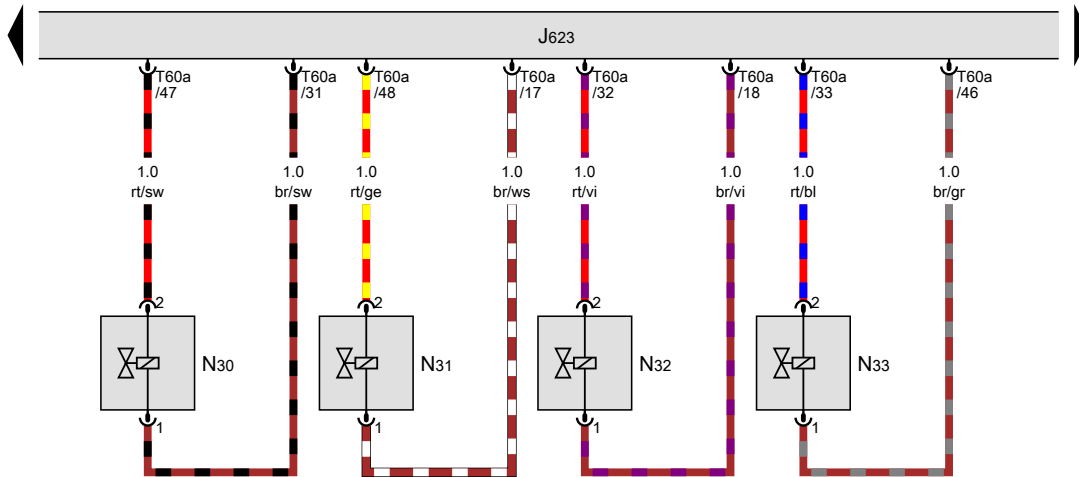 J623
T60a
/47
T60a
/31
T60a
/48
T60a
/17
T60a
/32
T60a
/18
T60a
/33
T60a
/46
1.0
rt/sw
1.0
br/sw
1.0
rt/ge
1.0
br/ws
1.0
rt/vi
1.0
br/vi
1.0
rt/bl
1.0
br/gr
2
2
2
2
N30
N31
N32
N33
1
1
1
1